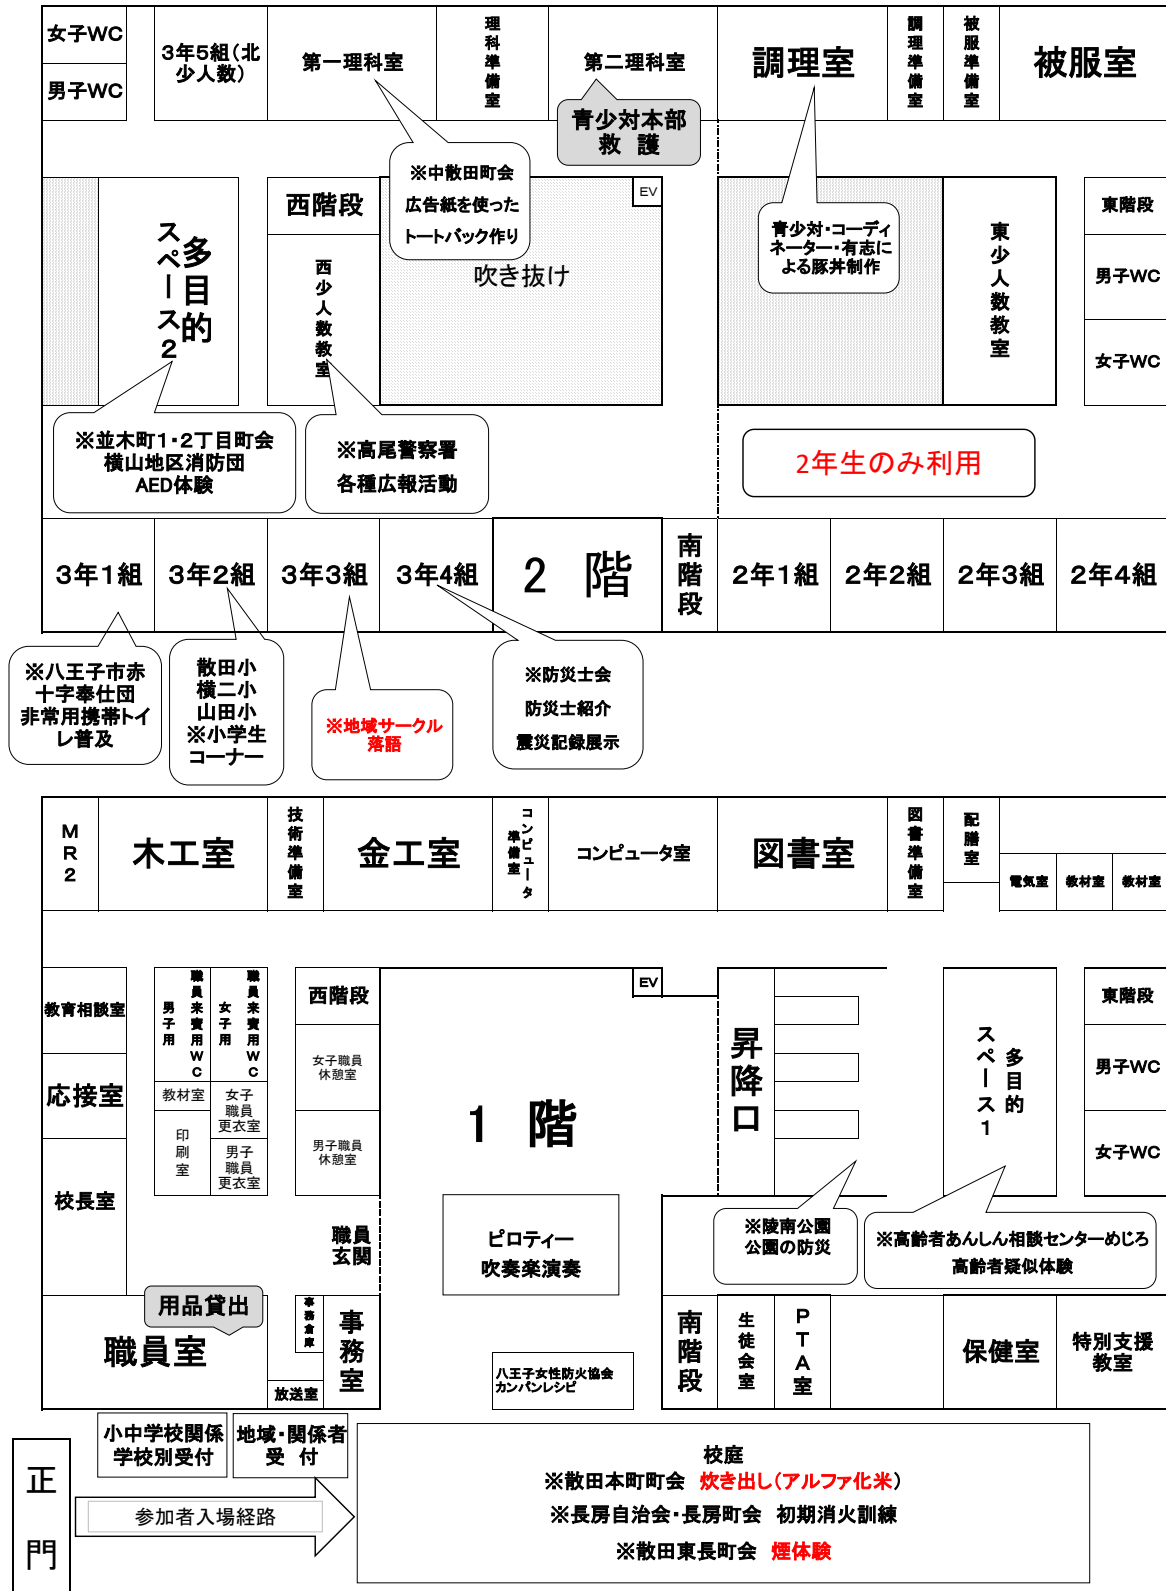 女子WC
男子WC
3年5組(北
少人数)
第一理科室
理科準備室
第二理科室
調理室
調理準備室
被服準備室
被服室
青少対本部
救 護
※中散田町会
広告紙を使った
トートバック作り
青少対・コーディ
ネーター・有志に
よる豚丼制作
多目的
スペース2
西階段
西少人数教室
EV
吹き抜け
東少人数教室
東階段
男子WC
女子WC
※並木町1・2丁目町会
横山地区消防団
AED体験
※高尾警察署
各種広報活動
2年生のみ利用
3年1組
3年2組
3年3組
3年4組
2 階
南階段
2年1組
2年2組
2年3組
2年4組
※八王子市赤
十字奉仕団
非常用携帯トイ
レ普及
散田小
横二小
山田小
※小学生
コーナー
※地域サークル
落語
※防災士会
防災士紹介
震災記録展示
MR2
木工室
技術準備室
金工室
コンピュータ
準備室
コンピュータ室
図書室
図書準備室
配膳室
電気室
教材室
教材室
教育相談室
応接室
校長室
職員来賓用WC
男子用
職員来賓用WC
女子用
教材室
印刷室
女子
職員
更衣室
男子
職員
更衣室
西階段
女子職員
休憩室
男子職員
休憩室
職員
玄関
EV
1 階
ピロティー
吹奏楽演奏
昇降口
多目的
スペース1
東階段
男子WC
女子WC
※陵南公園
公園の防災
※高齢者あんしん相談センターめじろ
高齢者疑似体験
用品貸出
職員室
事務倉庫
放送室
事務室
八王子女性防火協会
カンパンレシピ
南階段
生徒会室
PTA室
保健室
特別支援
教室
小中学校関係
学校別受付
地域・関係者
受 付
正門
参加者入場経路
校庭
※散田本町町会 炊き出し(アルファ化米)
※長房自治会・長房町会 初期消火訓練
※散田東長町会 煙体験